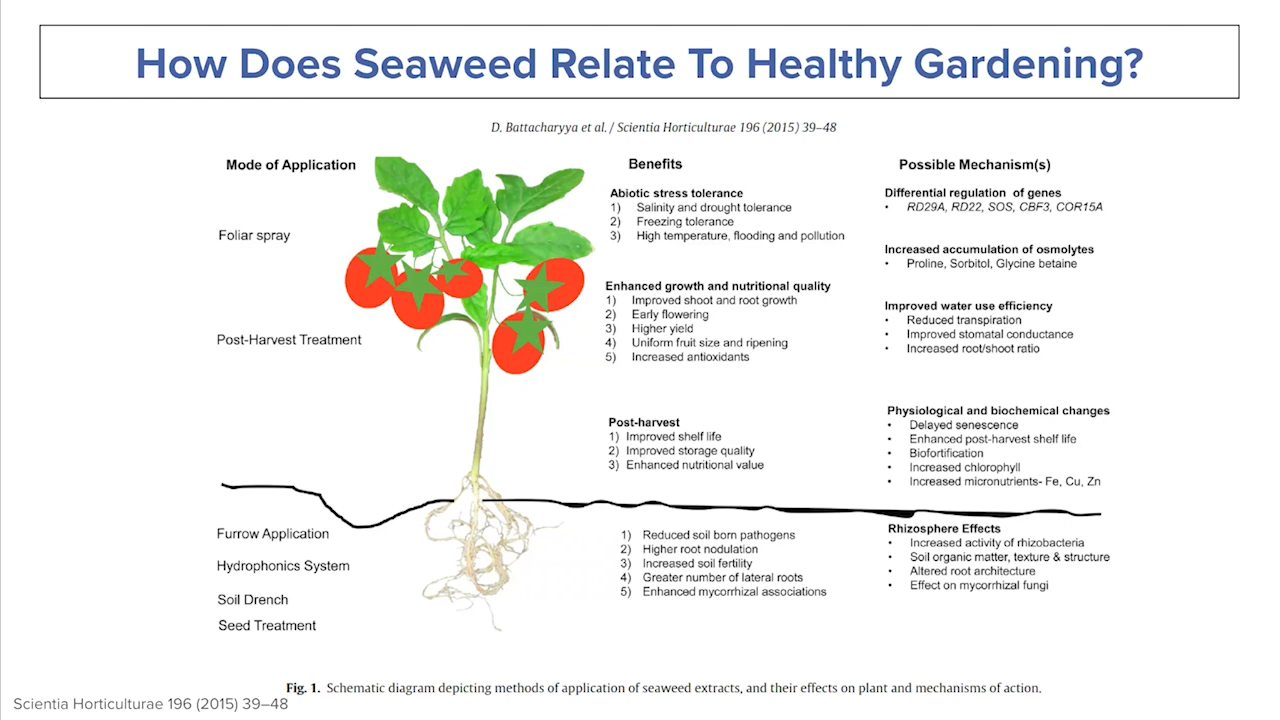 How Does Seaweed Relate To Healthy Gardening?
D. Battacharyya et al. / Scientia Horticulturae 196 (2015) 39–48
Mode of Application
Foliar spray
Post-Harvest Treatment
Furrow Application
Hydrophonics System
Soil Drench
Seed Treatment
Benefits
Abiotic stress tolerance
1) Salinity and drought tolerance
2) Freezing tolerance
3) High temperature, flooding and pollution
Enhanced growth and nutritional quality
1) Improved shoot and root growth
2) Early flowering
3) Higher yield
4) Uniform fruit size and ripening
5) Increased antioxidants
Post-harvest
1) Improved shelf life
2) Improved storage quality
3) Enhanced nutritional value
1) Reduced soil born pathogens
2) Higher root nodulation
3) Increased soil fertility
4) Greater number of lateral roots
5) Enhanced mycorrhizal associations
Possible Mechanism(s)
Differential regulation of genes
• RD29A, RD22, SOS, CBF3, COR15A
Increased accumulation of osmolytes
• Proline, Sorbitol, Glycine betaine
Improved water use efficiency
• Reduced transpiration
• Improved stomatal conductance
• Increased root/shoot ratio
Physiological and biochemical changes
• Delayed senescence
• Enhanced post-harvest shelf life
• Biofortification
• Increased chlorophyll
• Increased micronutrients- Fe, Cu, Zn
Rhizosphere Effects
• Increased activity of rhizobacteria
• Soil organic matter, texture & structure
• Altered root architecture
• Effect on mycorrhizal fungi
Fig. 1. Schematic diagram depicting methods of application of seaweed extracts, and their effects on plant and mechanisms of action.
Scientia Horticulturae 196 (2015) 39–48